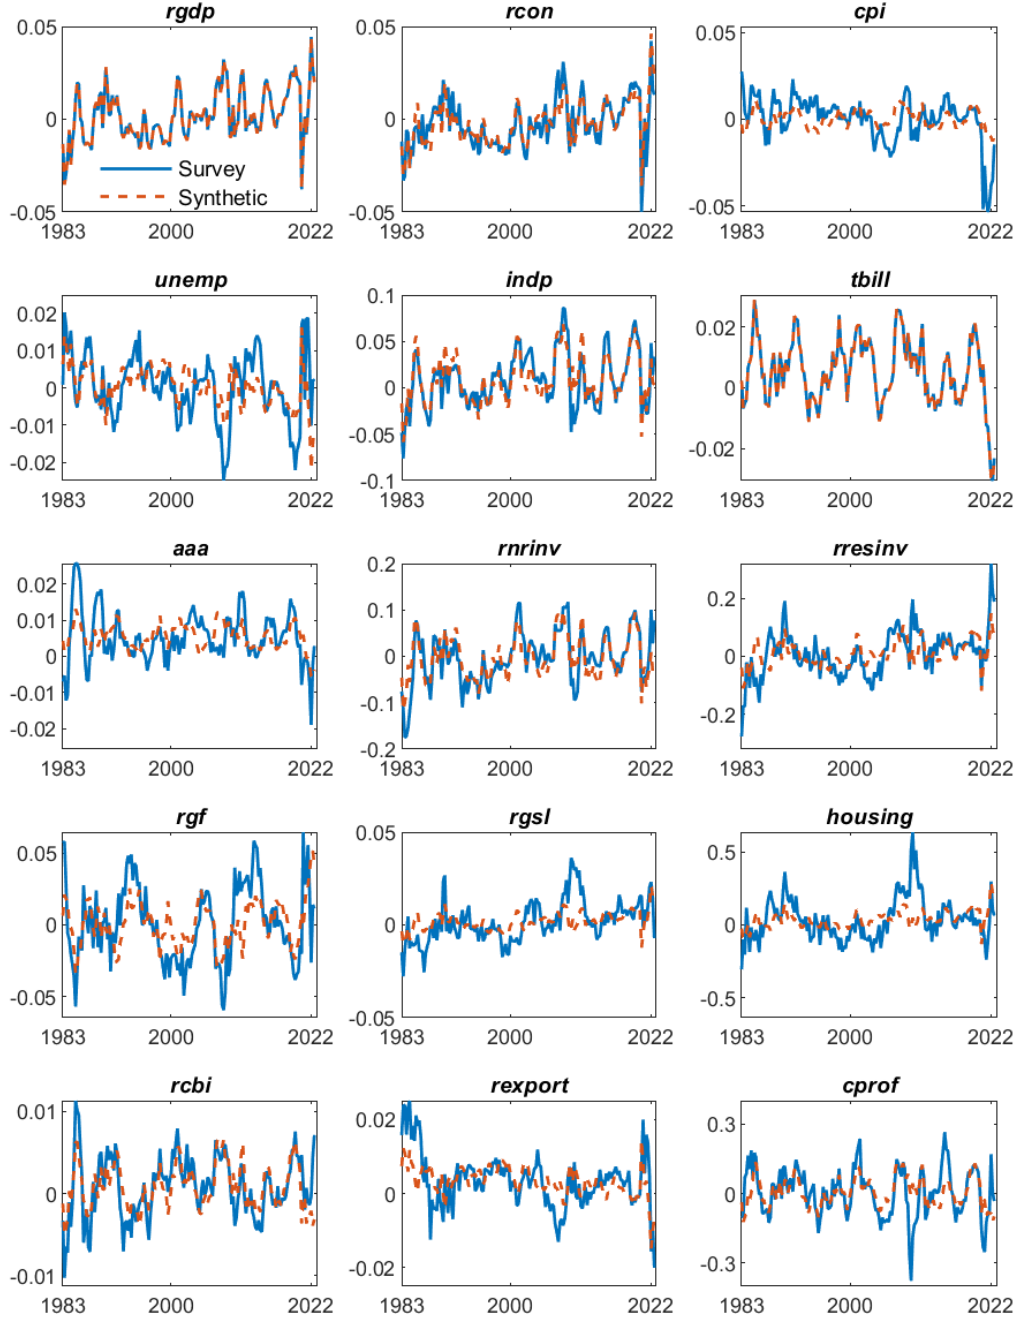 rgdp rcon cpi
0.05 0.05
0 0 0
-0.05 -0.05 -0.05
Survey
Synthetic
1983 2000 2022 1983 2000 2022 1983 2000 2022
unemp indp tbill
0.02 0.1 0.02
0.01 0.05
0 0 0
-0.01 -0.05
-0.02 -0.1 -0.02
1983 2000 2022 1983 2000 2022 1983 2000 2022
aaa rnrinv rresinv
0.02 0.2 0.2
0.01 0.1
0 0 0
-0.01 -0.1
-0.02 -0.2 -0.2
1983 2000 2022 1983 2000 2022 1983 2000 2022
rgf rgsl housing
0.05 0.05 0.5
0 0 0
-0.05 -0.05 -0.5
1983 2000 2022 1983 2000 2022 1983 2000 2022
rcbi rexport cprof
0.01 0.02 0.3
0 0 0
-0.01 -0.02 -0.3
1983 2000 2022 1983 2000 2022 1983 2000 2022